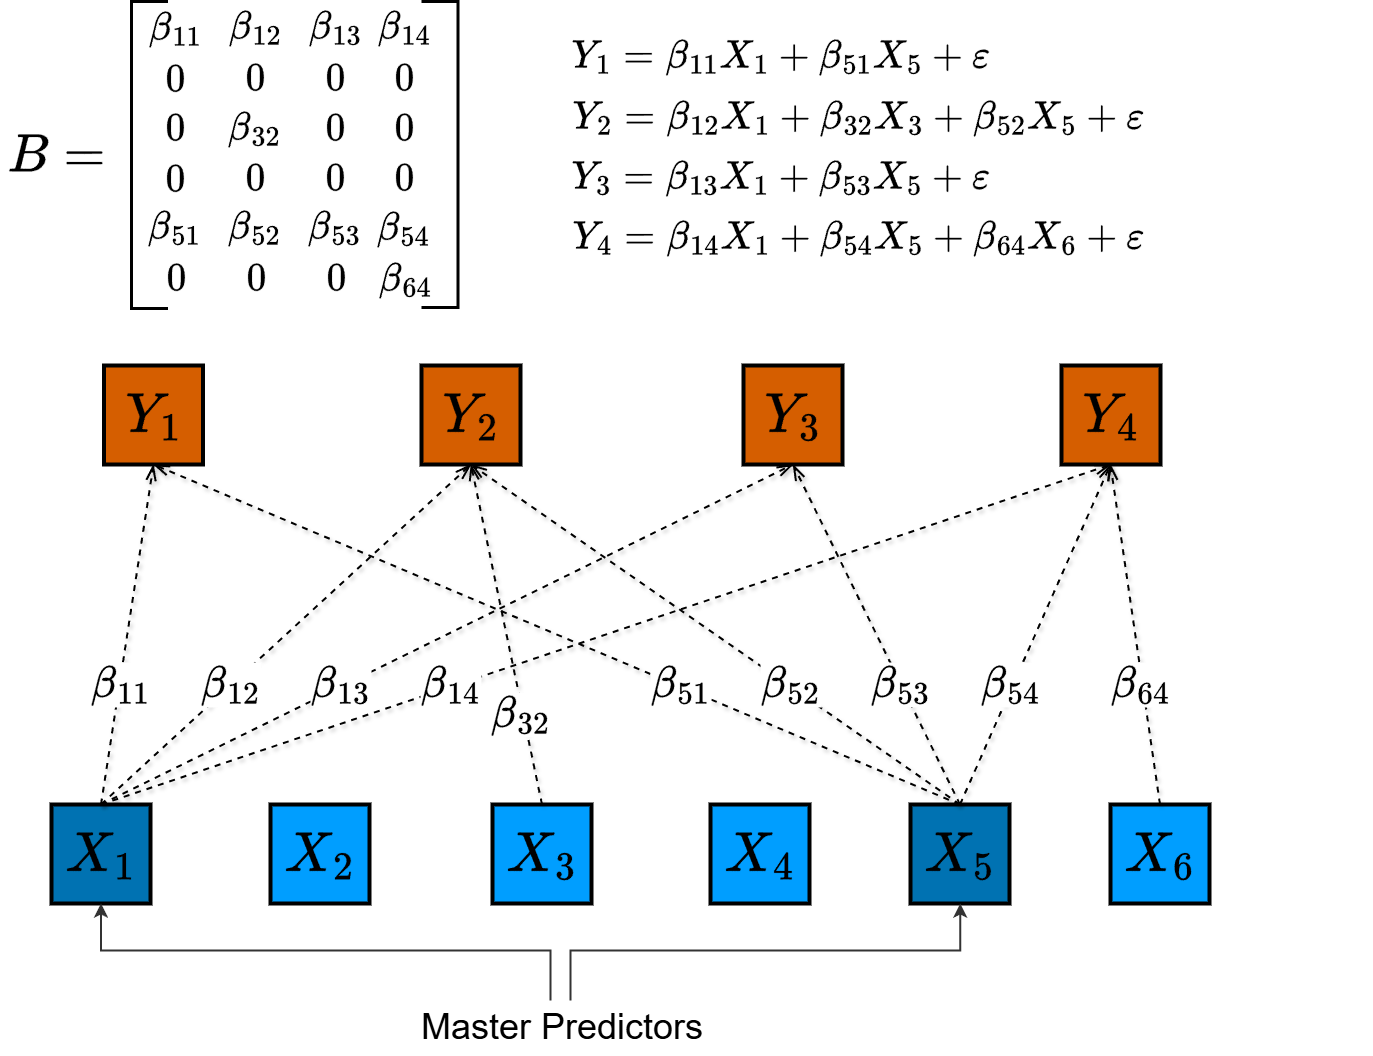 B =
β₁₁ β₁₂ β₁₃ β₁₄
0 0 0 0
0 β₃₂ 0 0
0 0 0 0
β₅₁ β₅₂ β₅₃ β₅₄
0 0 0 β₆₄
Y₁ = β₁₁X₁ + β₅₁X₅ + ε
Y₂ = β₁₂X₁ + β₃₂X₃ + β₅₂X₅ + ε
Y₃ = β₁₃X₁ + β₅₃X₅ + ε
Y₄ = β₁₄X₁ + β₅₄X₅ + β₆₄X₆ + ε
Y₁ Y₂ Y₃ Y₄
β₁₁ β₁₂ β₁₃ β₁₄ β₅₁ β₅₂ β₅₃ β₅₄ β₆₄
β₃₂
X₁ X₂ X₃ X₄ X₅ X₆
Master Predictors